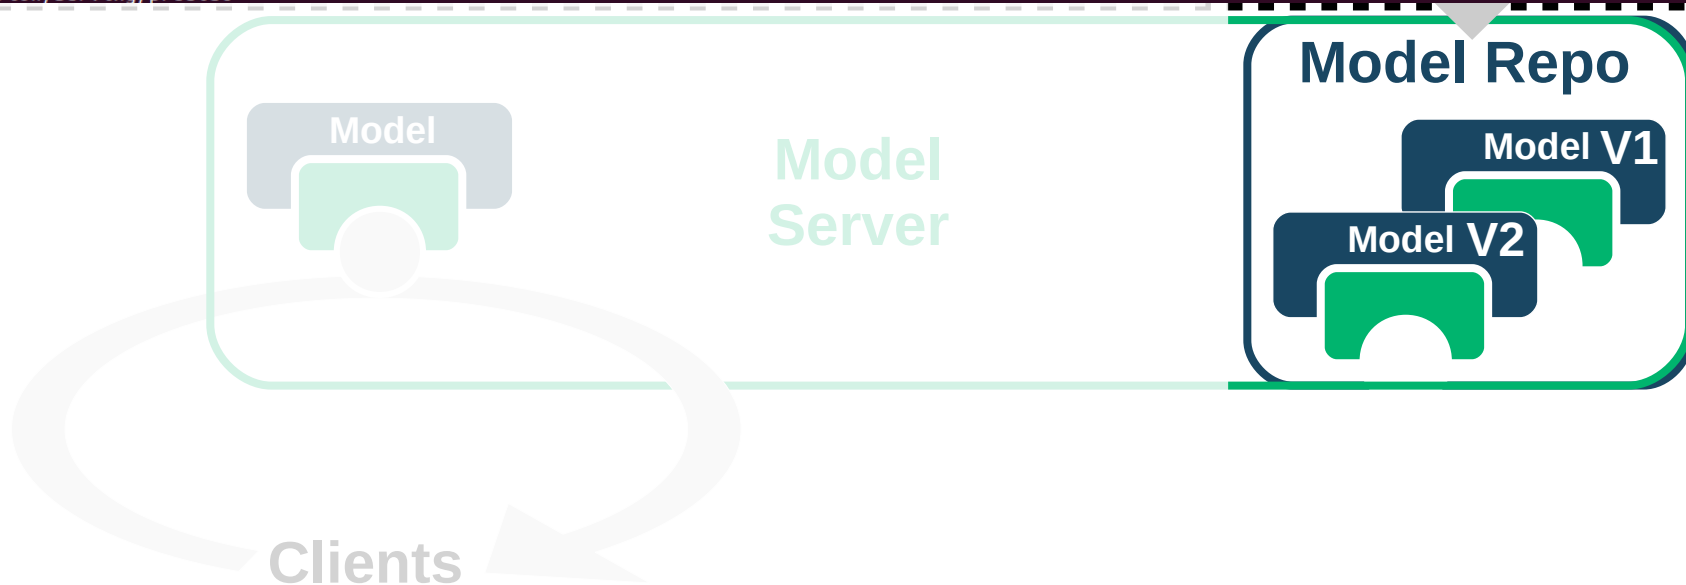 Model Repo
Model
Model V1
Model
Server
Model V2
Clients